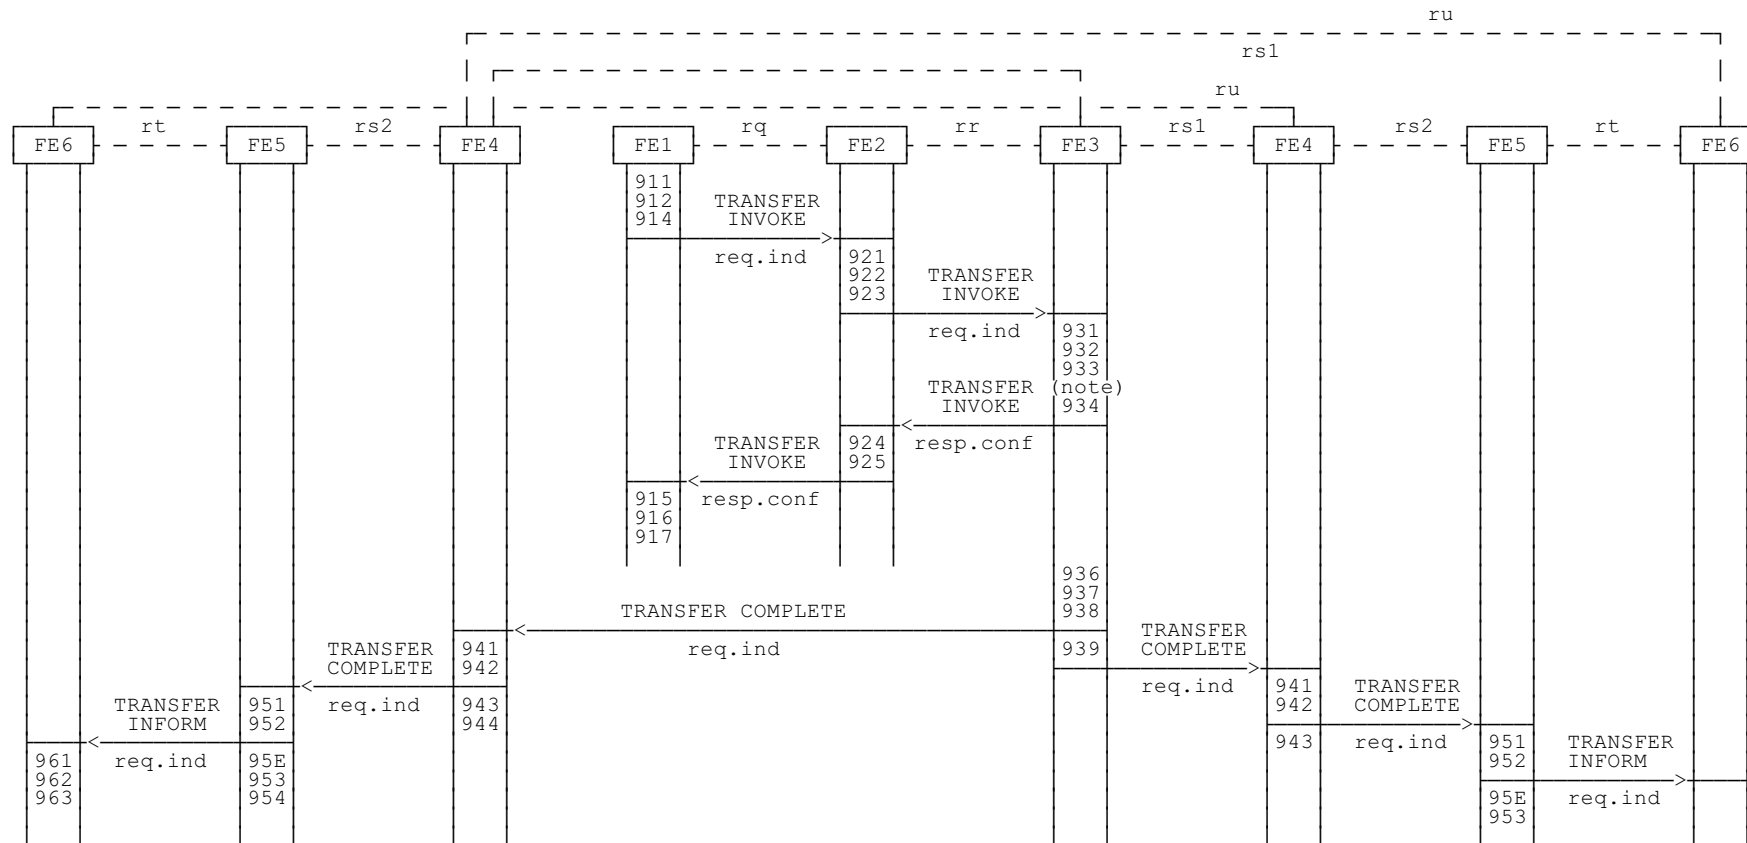 ru
rs1
ru
rt rs2 rq rr rs1 rs2 rt
FE6 FE5 FE4 FE1 FE2 FE3 FE4 FE5 FE6
911
912 TRANSFER
914 INVOKE
req.ind 921
922 TRANSFER
923 INVOKE
req.ind 931
932
933
TRANSFER (note)
INVOKE 934
TRANSFER 924 resp.conf
INVOKE 925
915 resp.conf
916
917
936
937
TRANSFER COMPLETE 938
TRANSFER
TRANSFER 941 req.ind 939 COMPLETE
COMPLETE 942
req.ind 941 TRANSFER
TRANSFER 951 req.ind 943 942 COMPLETE
INFORM 952 944
943 req.ind 951 TRANSFER
961 req.ind 95E 952 INFORM
962 953
963 954 95E req.ind
953